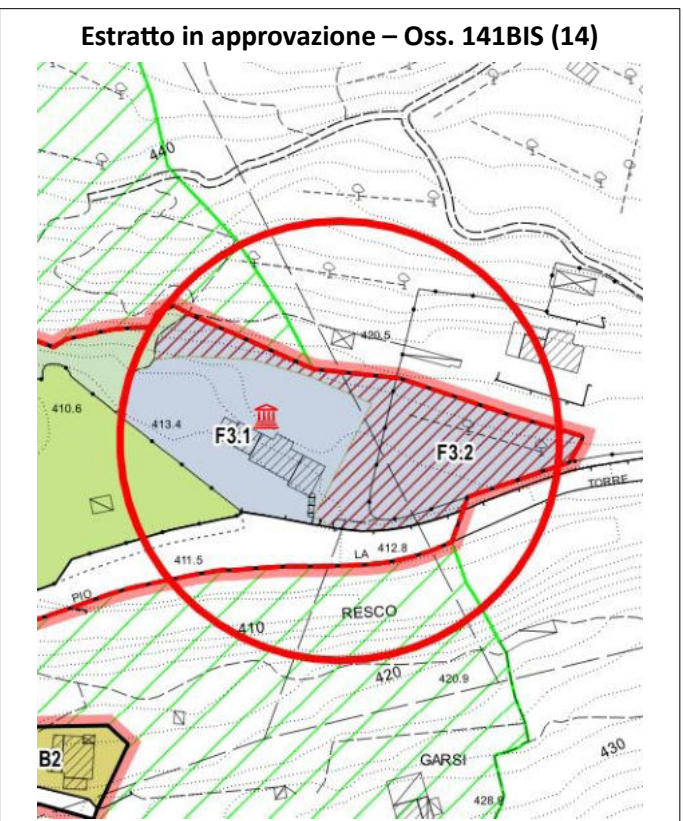 Estratto in approvazione – Oss. 141BIS (14)
440
420.5
410.6
413.4
F3.1
F3.2
TORRE
411.5
LA
412.8
PIO
RESCO
410
420
420.9
B2
GARSI
430